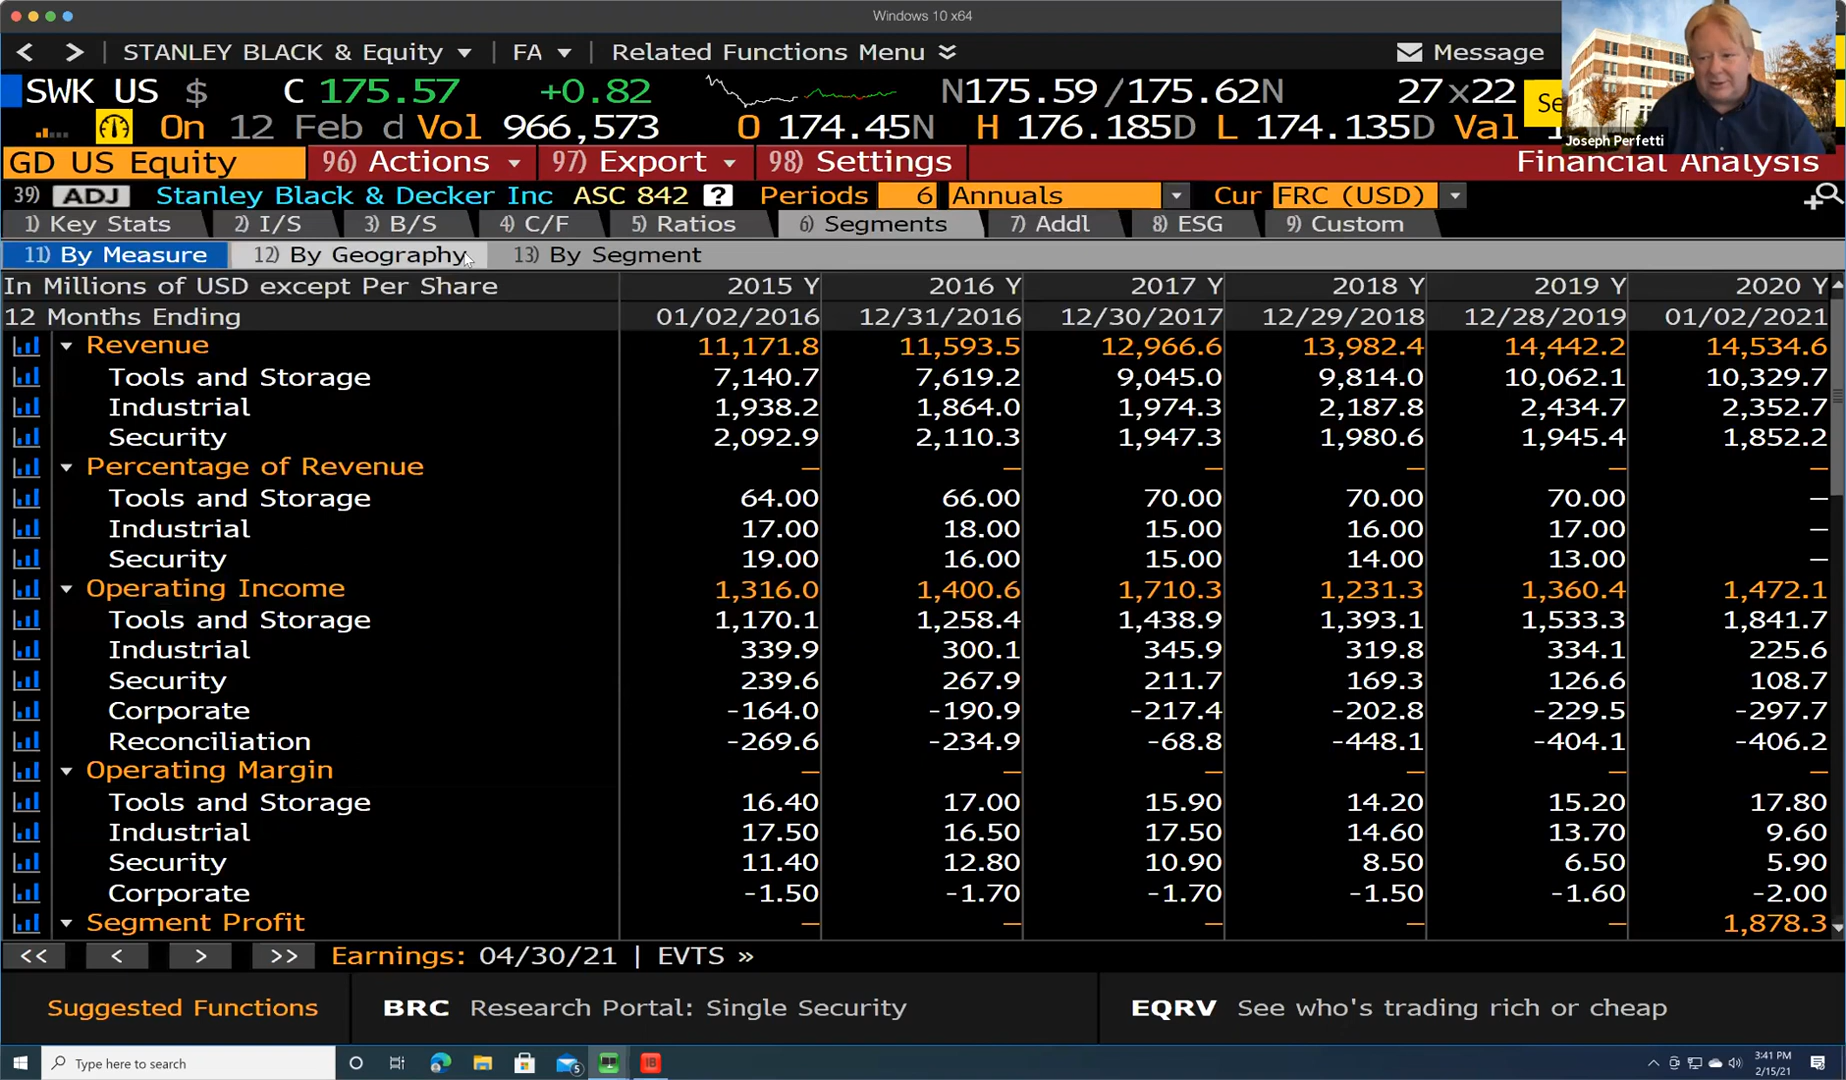 Windows 10 x64
< > STANLEY BLACK & Equity FA Related Functions Menu Message
SWK US $ C 175.57 +0.82 N175.59/175.62N 27x22
On 12 Feb d Vol 966,573 O 174.45N H 176.185D L 174.135D Val
Joseph Perfetti
GD US Equity 96) Actions 97) Export 98) Settings Financial Analysis
39) ADJ Stanley Black & Decker Inc ASC 842 ? Periods 6 Annuals Cur FRC (USD)
1) Key Stats 2) I/S 3) B/S 4) C/F 5) Ratios 6) Segments 7) Addl 8) ESG 9) Custom
11) By Measure 12) By Geography 13) By Segment
In Millions of USD except Per Share 2015 Y 2016 Y 2017 Y 2018 Y 2019 Y 2020 Y
12 Months Ending 01/02/2016 12/31/2016 12/30/2017 12/29/2018 12/28/2019 01/02/2021
Revenue 11,171.8 11,593.5 12,966.6 13,982.4 14,442.2 14,534.6
Tools and Storage 7,140.7 7,619.2 9,045.0 9,814.0 10,062.1 10,329.7
Industrial 1,938.2 1,864.0 1,974.3 2,187.8 2,434.7 2,352.7
Security 2,092.9 2,110.3 1,947.3 1,980.6 1,945.4 1,852.2
Percentage of Revenue — — — — — —
Tools and Storage 64.00 66.00 70.00 70.00 70.00 —
Industrial 17.00 18.00 15.00 16.00 17.00 —
Security 19.00 16.00 15.00 14.00 13.00 —
Operating Income 1,316.0 1,400.6 1,710.3 1,231.3 1,360.4 1,472.1
Tools and Storage 1,170.1 1,258.4 1,438.9 1,393.1 1,533.3 1,841.7
Industrial 339.9 300.1 345.9 319.8 334.1 225.6
Security 239.6 267.9 211.7 169.3 126.6 108.7
Corporate -164.0 -190.9 -217.4 -202.8 -229.5 -297.7
Reconciliation -269.6 -234.9 -68.8 -448.1 -404.1 -406.2
Operating Margin — — — — — —
Tools and Storage 16.40 17.00 15.90 14.20 15.20 17.80
Industrial 17.50 16.50 17.50 14.60 13.70 9.60
Security 11.40 12.80 10.90 8.50 6.50 5.90
Corporate -1.50 -1.70 -1.70 -1.50 -1.60 -2.00
Segment Profit — — — — — 1,878.3
<< < > >> Earnings: 04/30/21 | EVTS »
Suggested Functions BRC Research Portal: Single Security EQRV See who's trading rich or cheap
Type here to search 5 IB 3:41 PM
2/15/21